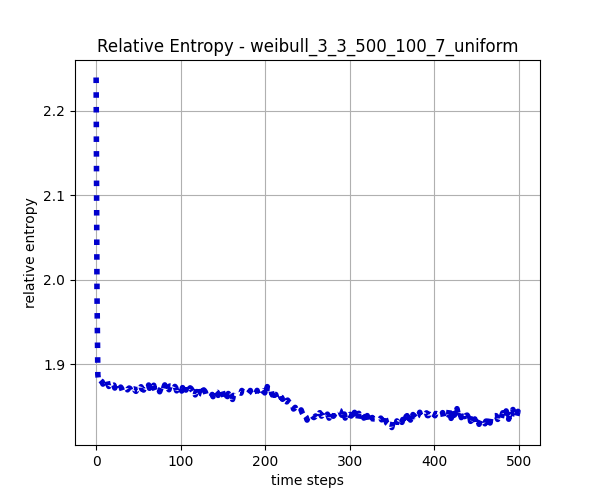 Relative Entropy - weibull_3_3_500_100_7_uniform
2.2
2.1
2.0
1.9
relative entropy
0 100 200 300 400 500
time steps